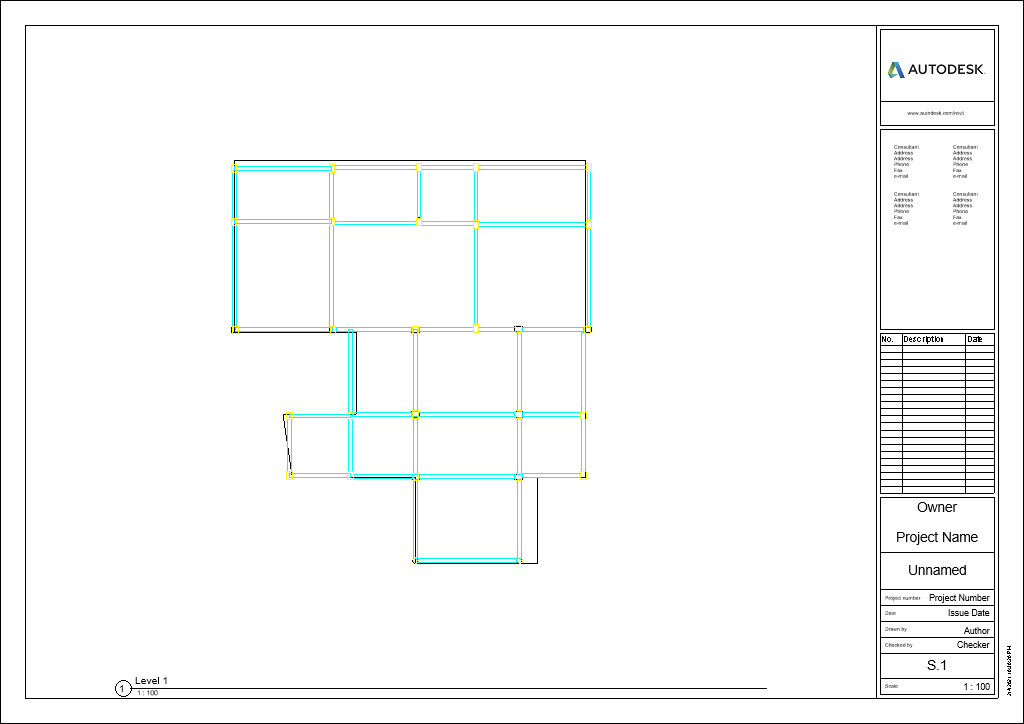 AUTODESK.
www.autodesk.com/revit
Consultant
Address
Address
Phone
Fax
e-mail
Consultant
Address
Address
Phone
Fax
e-mail
Consultant
Address
Address
Phone
Fax
e-mail
Consultant
Address
Address
Phone
Fax
e-mail
No. Description Date
Owner
Project Name
Unnamed
Project number Project Number
Date Issue Date
Drawn by Author
Checked by Checker
S.1
Scale 1 : 100
1 Level 1
1 : 100